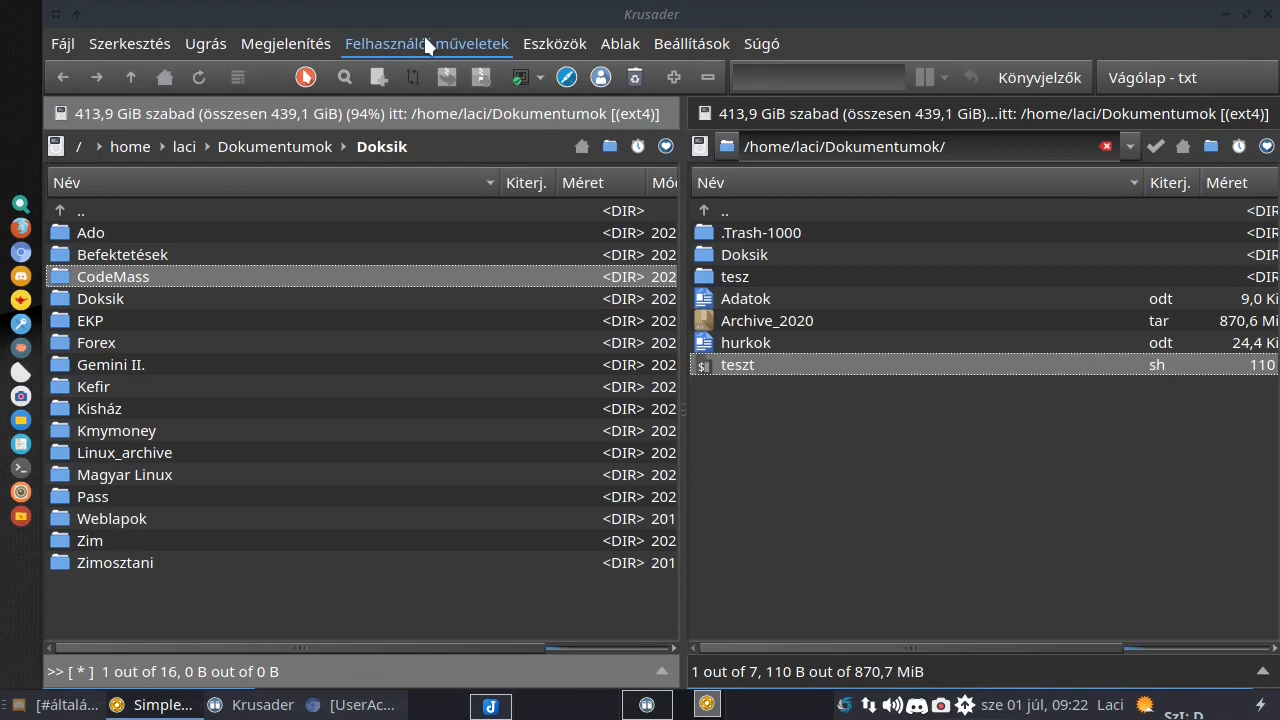 Krusader
Fájl Szerkesztés Ugrás Megjelenítés Felhasználói műveletek Eszközök Ablak Beállítások Súgó
Könyvjelzők Vágólap - txt
413,9 GiB szabad (összesen 439,1 GiB) (94%) itt: /home/laci/Dokumentumok [(ext4)]
/ home laci Dokumentumok Doksik
Név Kiterj. Méret Mód
.. <DIR>
Ado <DIR> 202
Befektetések <DIR> 202
CodeMass <DIR> 202
Doksik <DIR> 202
EKP <DIR> 202
Forex <DIR> 202
Gemini II. <DIR> 202
Kefir <DIR> 202
Kisház <DIR> 202
Kmymoney <DIR> 202
Linux_archive <DIR> 202
Magyar Linux <DIR> 202
Pass <DIR> 202
Weblapok <DIR> 201
Zim <DIR> 202
Zimosztani <DIR> 201
>> [ * ] 1 out of 16, 0 B out of 0 B
413,9 GiB szabad (összesen 439,1 GiB)...itt: /home/laci/Dokumentumok [(ext4)]
/home/laci/Dokumentumok/
Név Kiterj. Méret
.. <DIR
.Trash-1000 <DIR
Doksik <DIR
tesz <DIR
Adatok odt 9,0 Ki
Archive_2020 tar 870,6 Mi
hurkok odt 24,4 Ki
teszt sh 110
1 out of 7, 110 B out of 870,7 MiB
[#általá... Simple... Krusader [UserAc... sze 01 júl, 09:22 Laci SzI: D